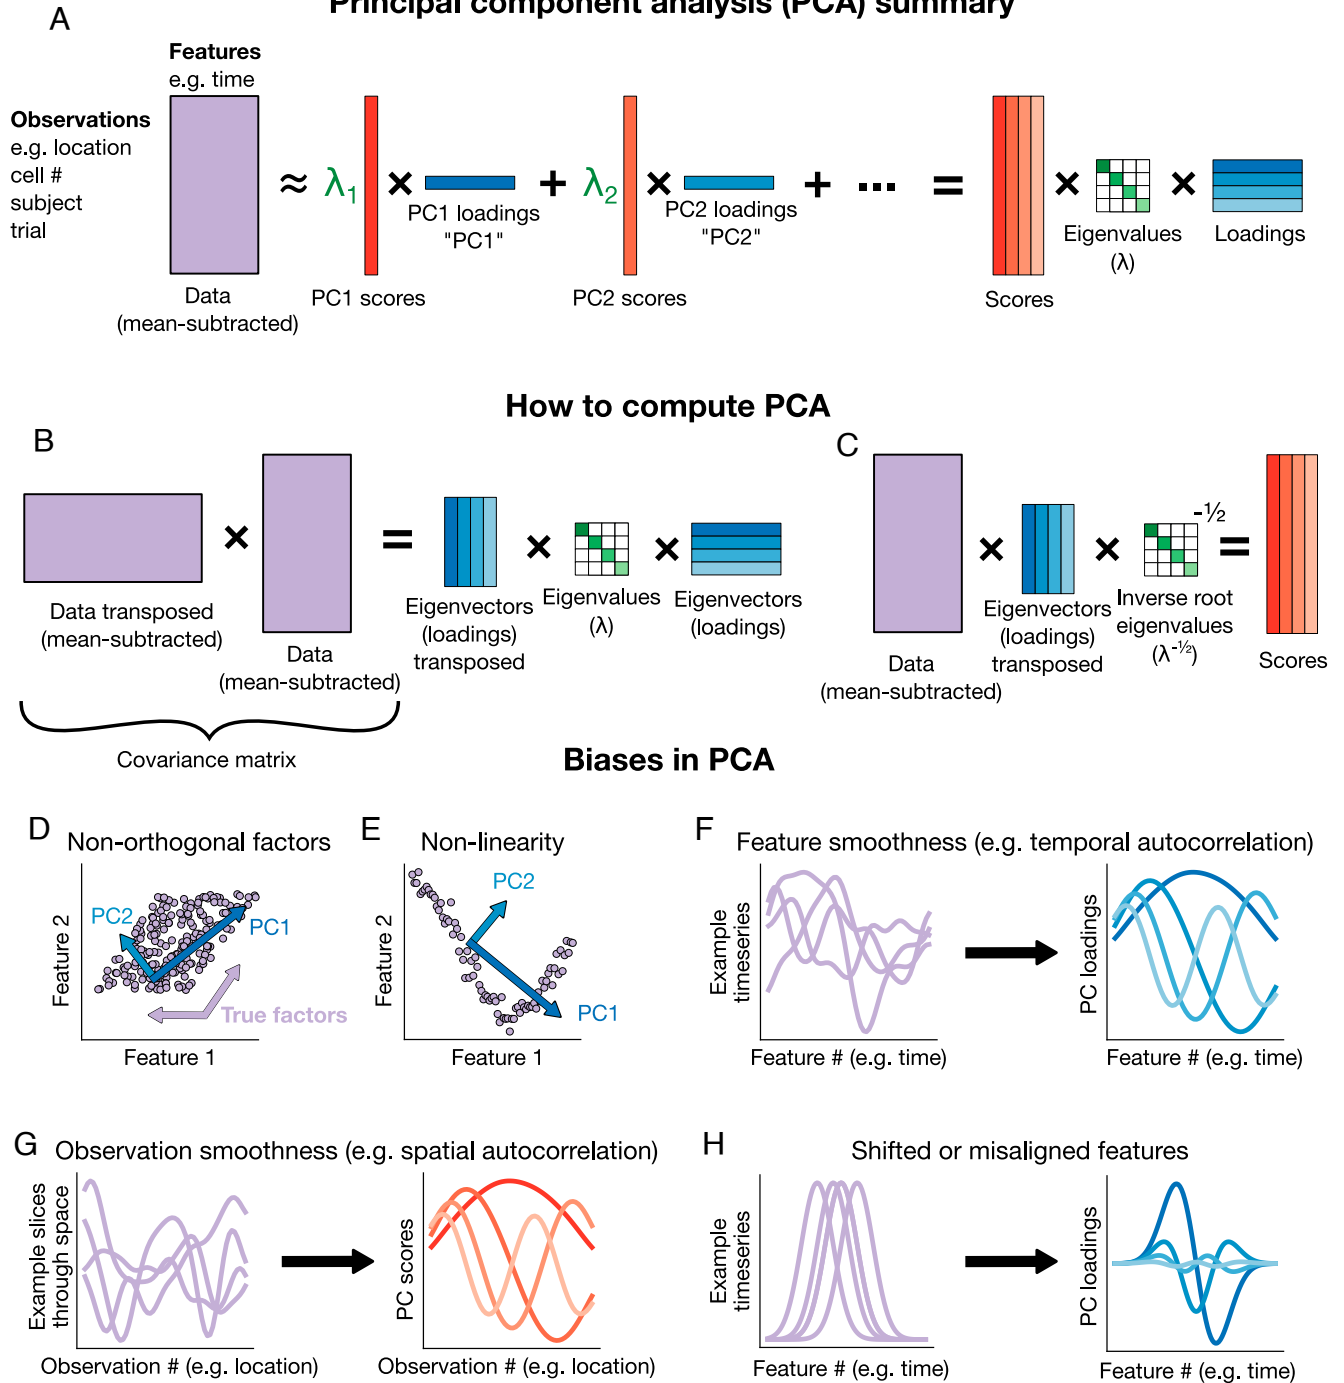 Principal component analysis (PCA) summary
A
Features
e.g. time
Observations
e.g. location
cell #
subject
trial
≈ λ1 × + λ2 × + ... = × ×
PC1 loadings
"PC1"
PC2 loadings
"PC2"
Eigenvalues
(λ)
Loadings
Data
(mean-subtracted)
PC1 scores
PC2 scores
Scores
How to compute PCA
B
× = × ×
Data transposed
(mean-subtracted)
Data
(mean-subtracted)
Eigenvectors
(loadings)
transposed
Eigenvalues
(λ)
Eigenvectors
(loadings)
Covariance matrix
C
× × -½ =
Data
(mean-subtracted)
Eigenvectors
(loadings)
transposed
Inverse root
eigenvalues
(λ-½)
Scores
Biases in PCA
D
Non-orthogonal factors
Feature 2
PC2
PC1
True factors
Feature 1
E
Non-linearity
Feature 2
PC2
PC1
Feature 1
F
Feature smoothness (e.g. temporal autocorrelation)
Example
timeseries
Feature # (e.g. time)
PC loadings
Feature # (e.g. time)
G
Observation smoothness (e.g. spatial autocorrelation)
Example slices
through space
Observation # (e.g. location)
PC scores
Observation # (e.g. location)
H
Shifted or misaligned features
Example
timeseries
Feature # (e.g. time)
PC loadings
Feature # (e.g. time)